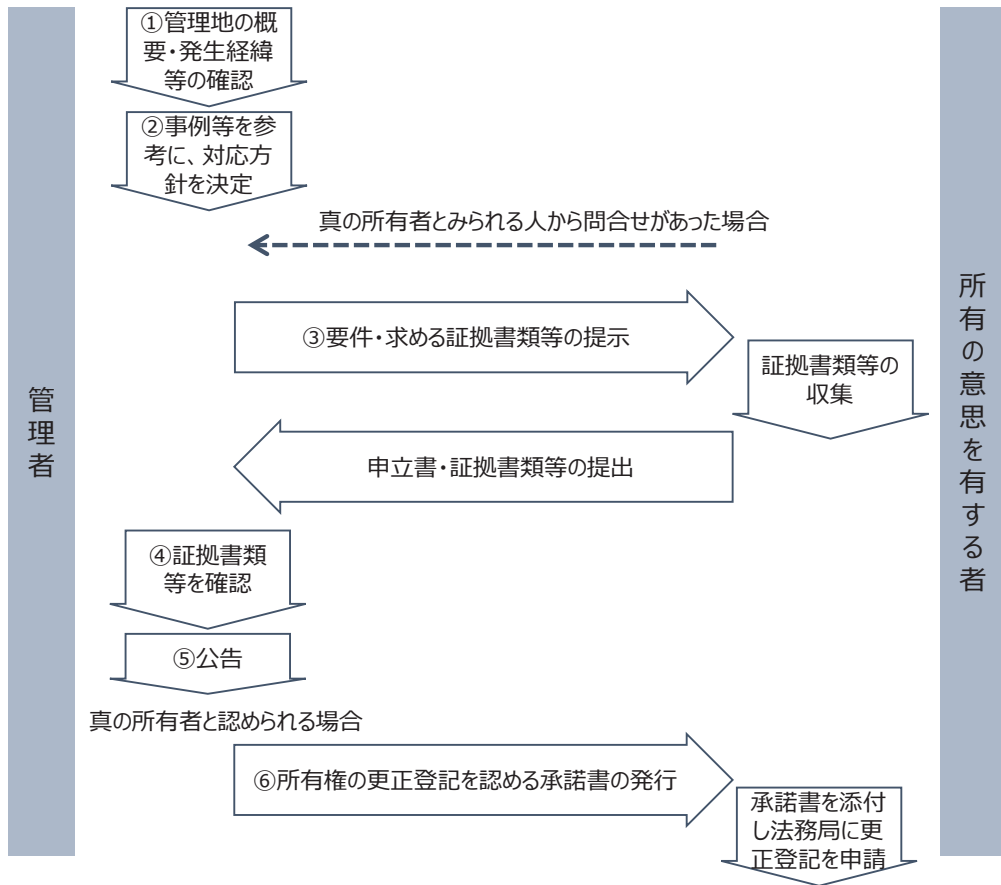 ①管理地の概
要・発生経緯
等の確認
②事例等を参
考に、対応方
針を決定
真の所有者とみられる人から問合せがあった場合
③要件・求める証拠書類等の提示
証拠書類等の
収集
管理者
所有の意思を有する者
申立書・証拠書類等の提出
④証拠書類
等を確認
⑤公告
真の所有者と認められる場合
⑥所有権の更正登記を認める承諾書の発行
承諾書を添付
し法務局に更
正登記を申請